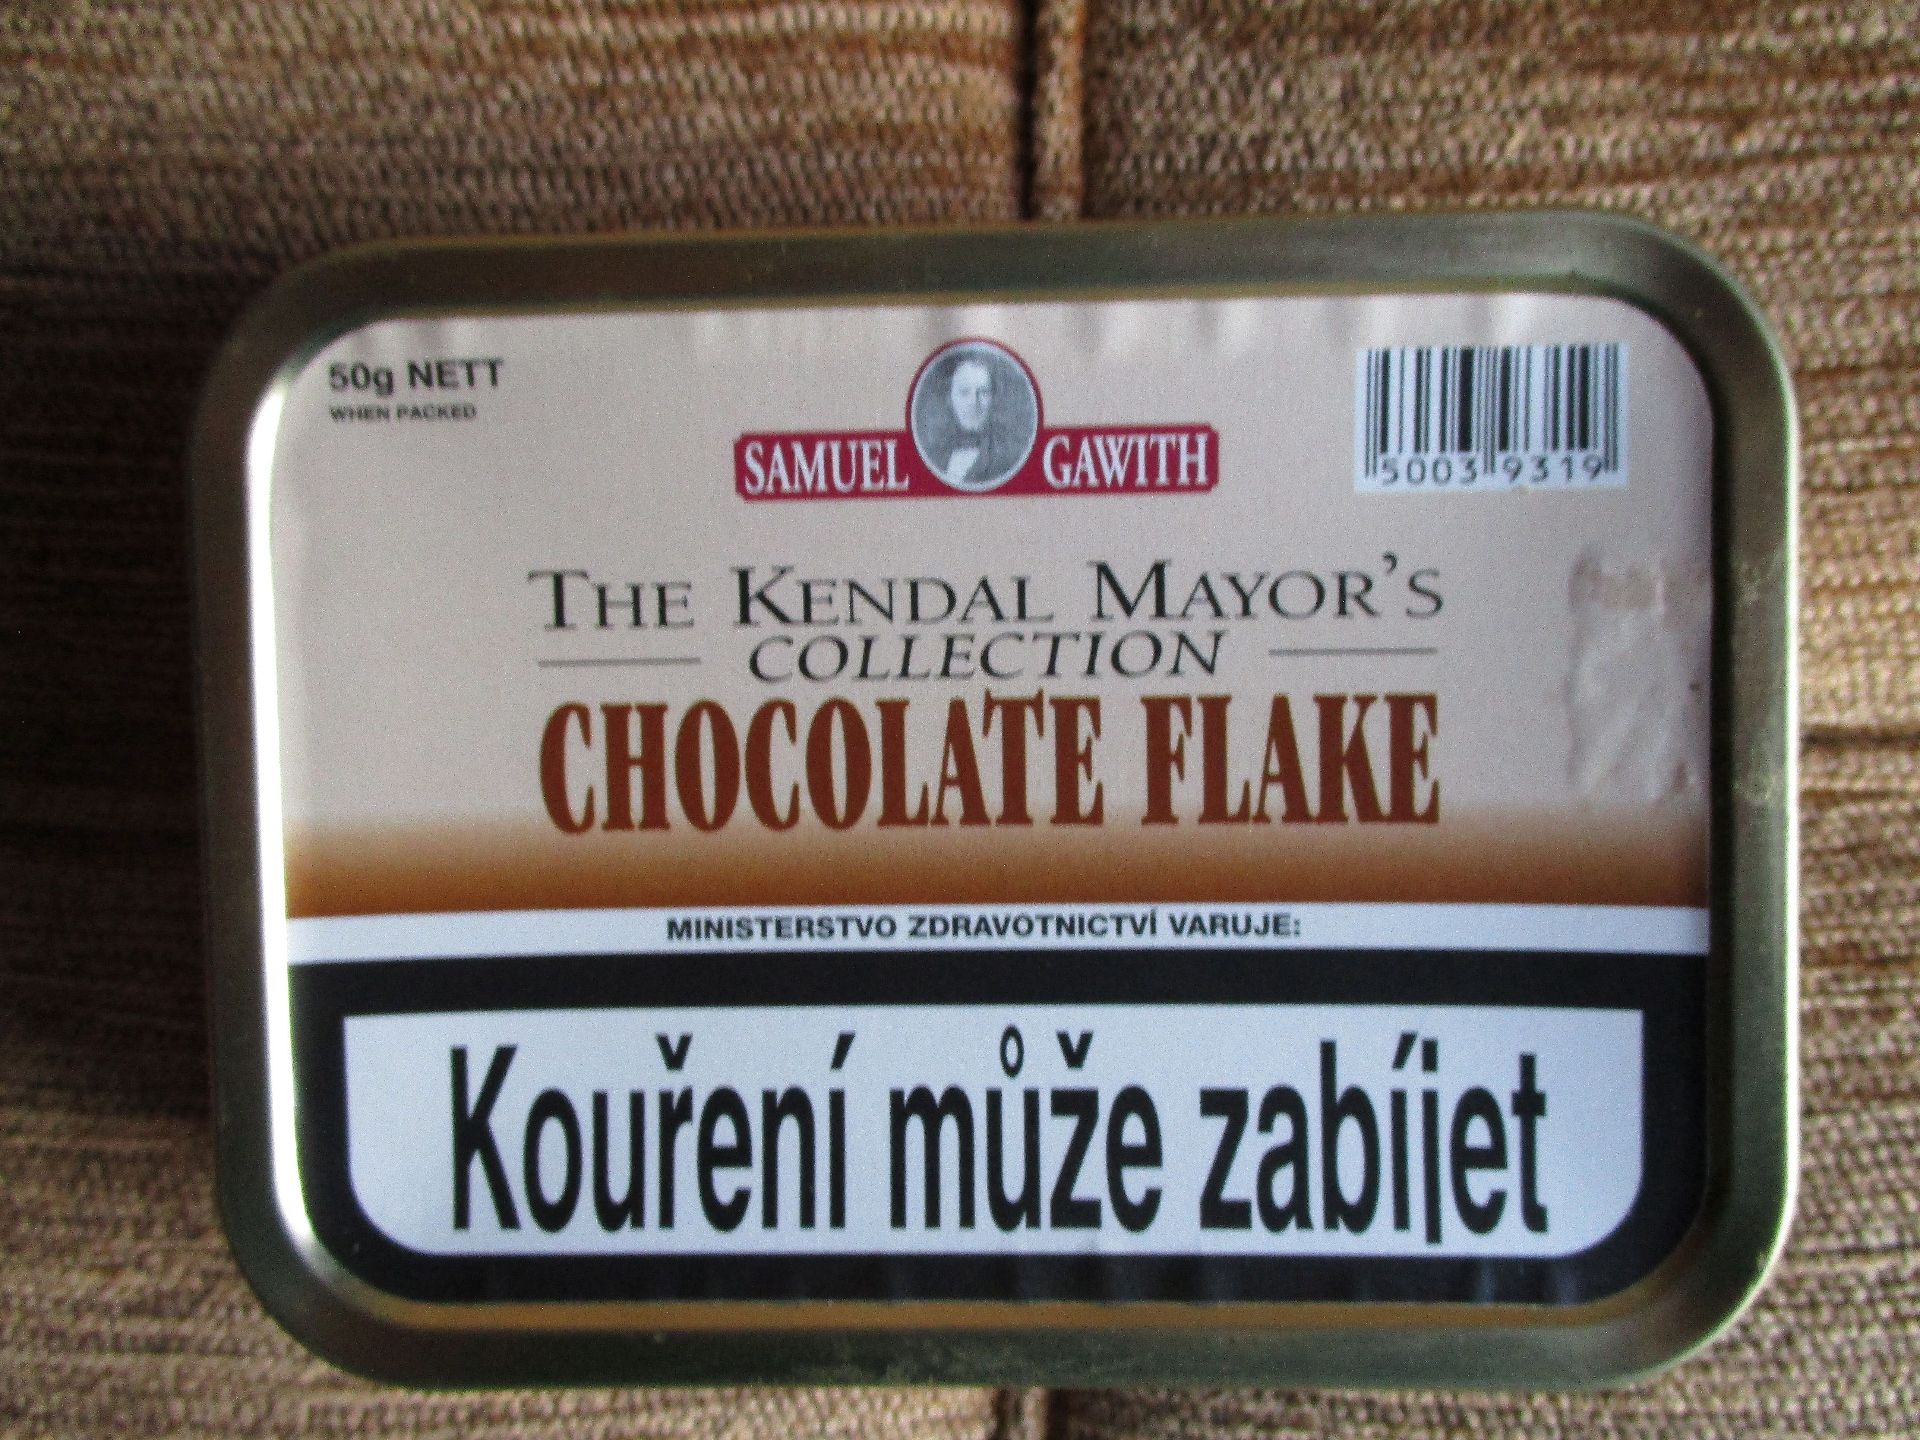 50g NETT
WHEN PACKED
SAMUEL GAWITH
5003 9319
THE KENDAL MAYOR'S
COLLECTION
CHOCOLATE FLAKE
MINISTERSTVO ZDRAVOTNICTVÍ VARUJE:
Kouření může zabíjet